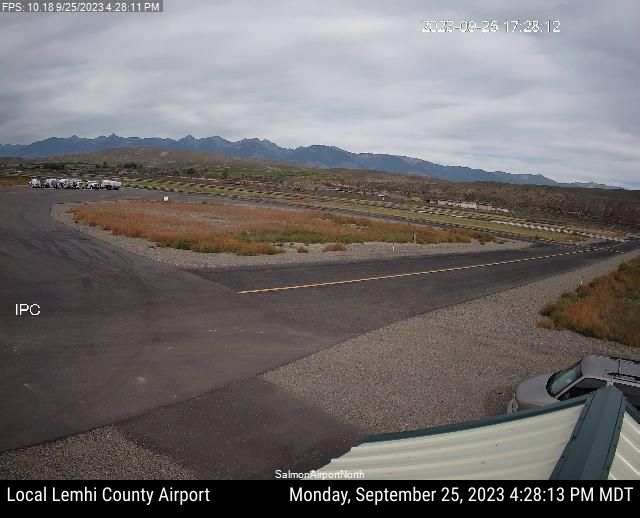 FPS: 10.18 9/25/2023 4:28:11 PM
2023-09-25 17:28:12
IPC
SalmonAirportNorth
Local Lemhi County Airport
Monday, September 25, 2023 4:28:13 PM MDT